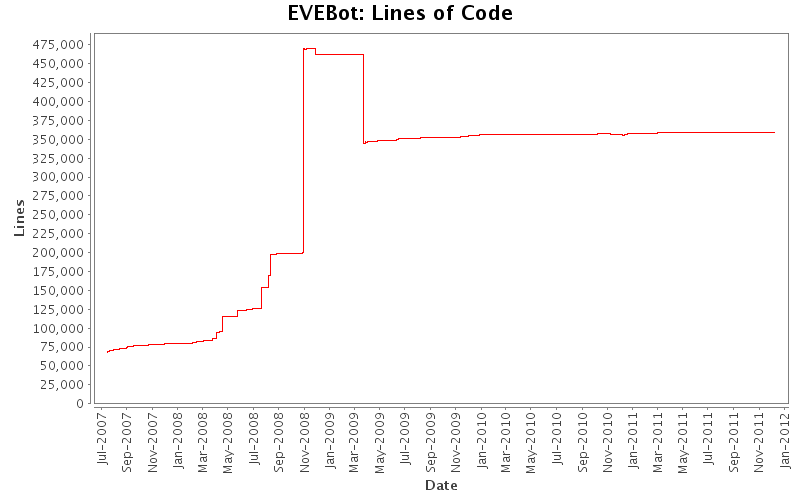 EVEBot: Lines of Code
Lines
475,000
450,000
425,000
400,000
375,000
350,000
325,000
300,000
275,000
250,000
225,000
200,000
175,000
150,000
125,000
100,000
75,000
50,000
25,000
0
Jul-2007
Sep-2007
Nov-2007
Jan-2008
Mar-2008
May-2008
Jul-2008
Sep-2008
Nov-2008
Jan-2009
Mar-2009
May-2009
Jul-2009
Sep-2009
Nov-2009
Jan-2010
Mar-2010
May-2010
Jul-2010
Sep-2010
Nov-2010
Jan-2011
Mar-2011
May-2011
Jul-2011
Sep-2011
Nov-2011
Jan-2012
Date